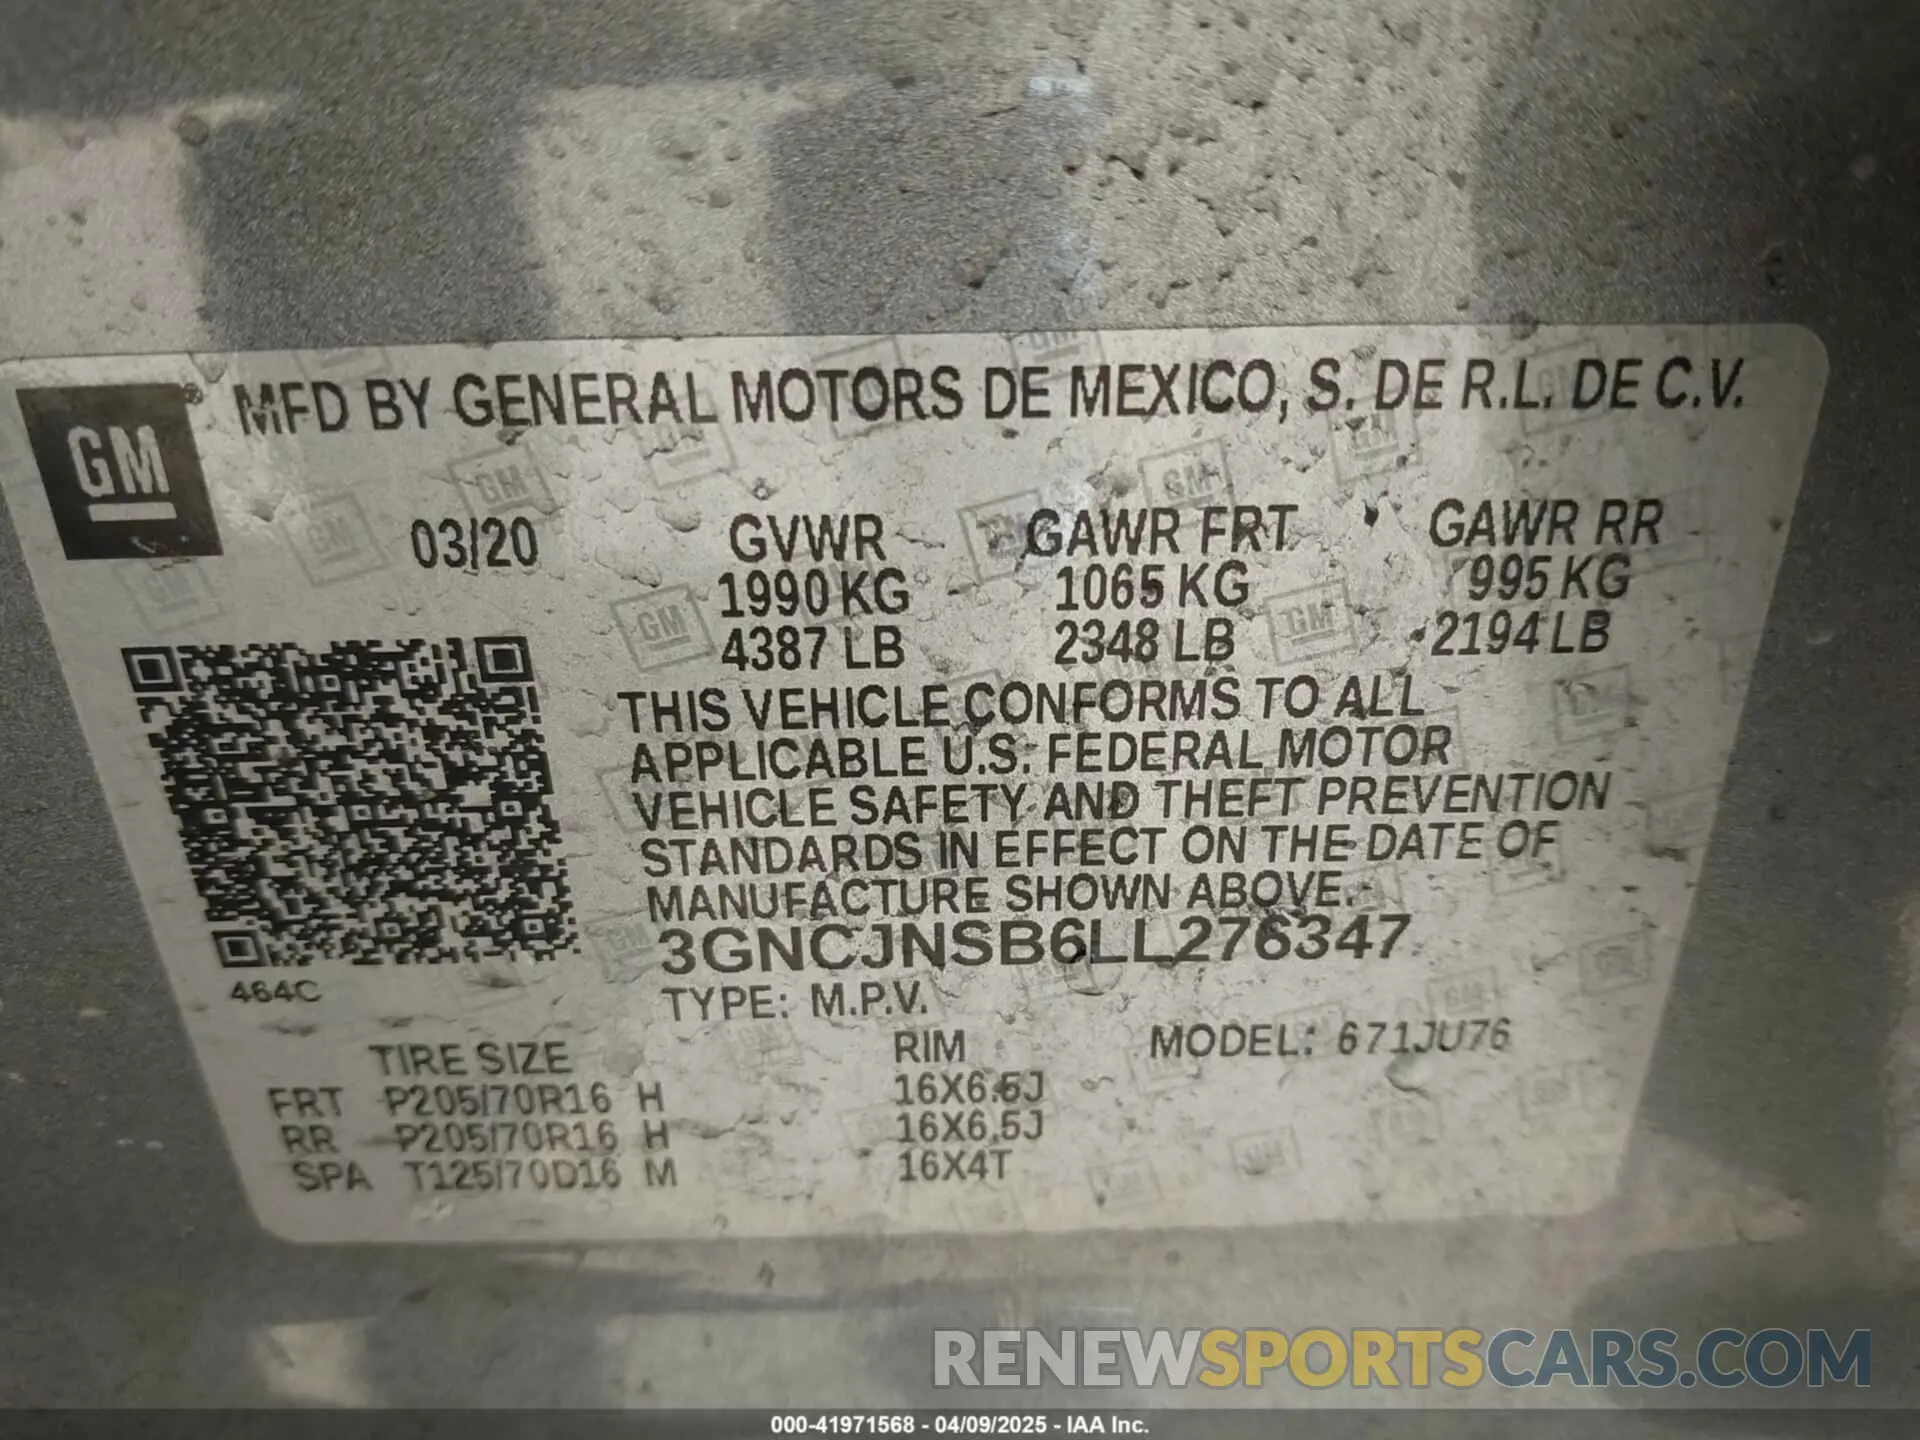 MFD BY GENERAL MOTORS DE MEXICO, S. DE R.L. DE C.V.
GM
03/20 GVWR GAWR FRT GAWR RR
1990 KG 1065 KG 995 KG
4387 LB 2348 LB 2194 LB
THIS VEHICLE CONFORMS TO ALL
APPLICABLE U.S. FEDERAL MOTOR
VEHICLE SAFETY AND THEFT PREVENTION
STANDARDS IN EFFECT ON THE DATE OF
MANUFACTURE SHOWN ABOVE.
3GNCJNSB6LL276347
464C
TYPE: M.P.V.
TIRE SIZE RIM MODEL: 671JU76
FRT P205/70R16 H 16X6.5J
RR P205/70R16 H 16X6.5J
SPA T125/70D16 M 16X4T
RENEWSPORTSCARS.COM
000-41971568 - 04/09/2025 - IAA Inc.